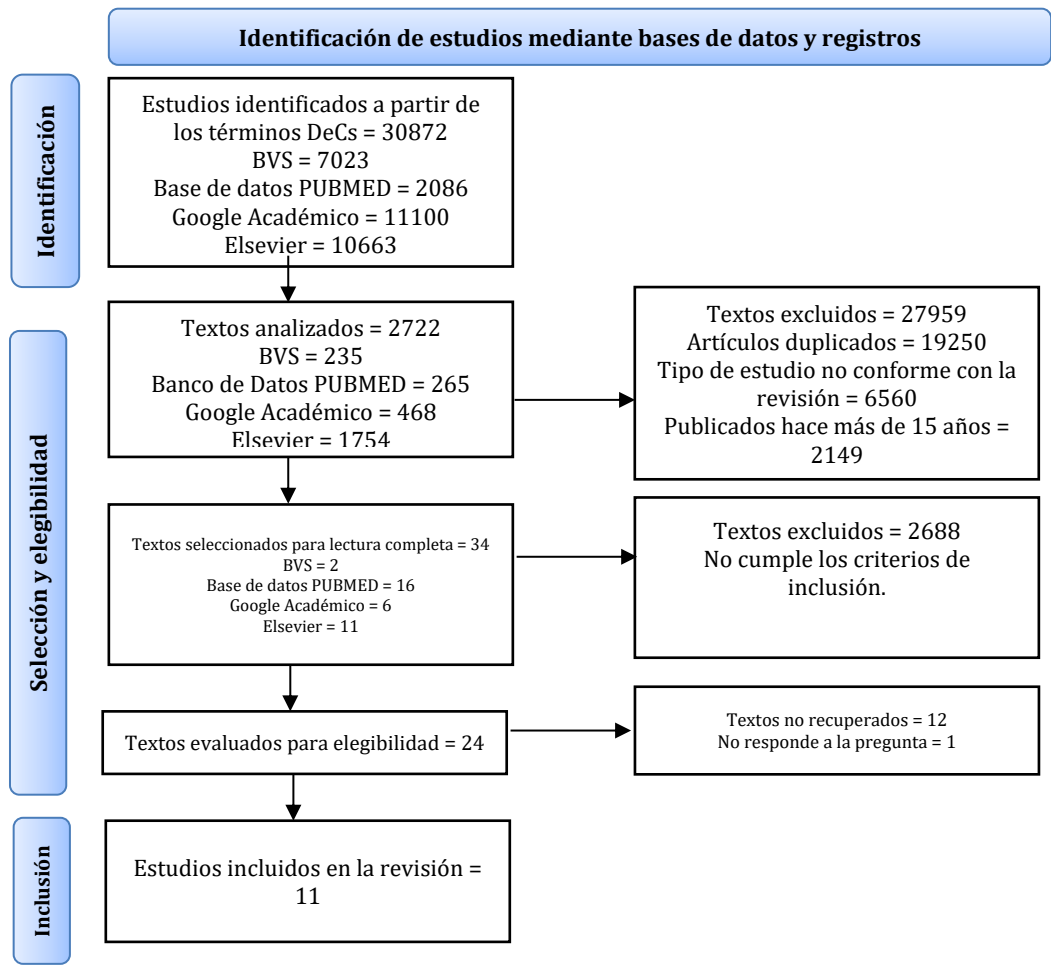 Identificación de estudios mediante bases de datos y registros
Identificación
Estudios identificados a partir de
los términos DeCs = 30872
BVS = 7023
Base de datos PUBMED = 2086
Google Académico = 11100
Elsevier = 10663
Selección y elegibilidad
Textos analizados = 2722
BVS = 235
Banco de Datos PUBMED = 265
Google Académico = 468
Elsevier = 1754
Textos excluidos = 27959
Artículos duplicados = 19250
Tipo de estudio no conforme con la
revisión = 6560
Publicados hace más de 15 años =
2149
Textos seleccionados para lectura completa = 34
BVS = 2
Base de datos PUBMED = 16
Google Académico = 6
Elsevier = 11
Textos excluidos = 2688
No cumple los criterios de
inclusión.
Textos evaluados para elegibilidad = 24
Textos no recuperados = 12
No responde a la pregunta = 1
Inclusión
Estudios incluidos en la revisión =
11